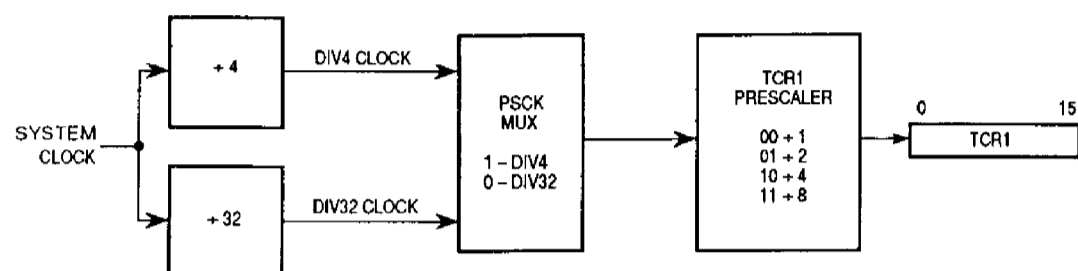 SYSTEM
CLOCK
÷ 4
DIV4 CLOCK
÷ 32
DIV32 CLOCK
PSCK
MUX
1 – DIV4
0 – DIV32
TCR1
PRESCALER
00 ÷ 1
01 ÷ 2
10 ÷ 4
11 ÷ 8
0 15
TCR1